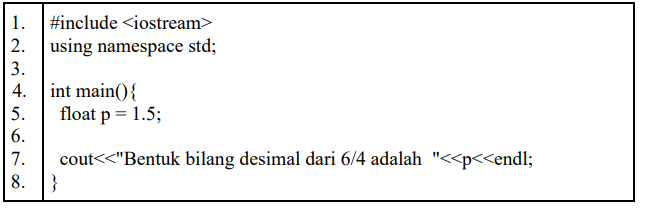 1. #include <iostream>
2. using namespace std;
3.
4. int main(){
5. float p = 1.5;
6.
7. cout<<"Bentuk bilang desimal dari 6/4 adalah  "<<p<<endl;
8. }